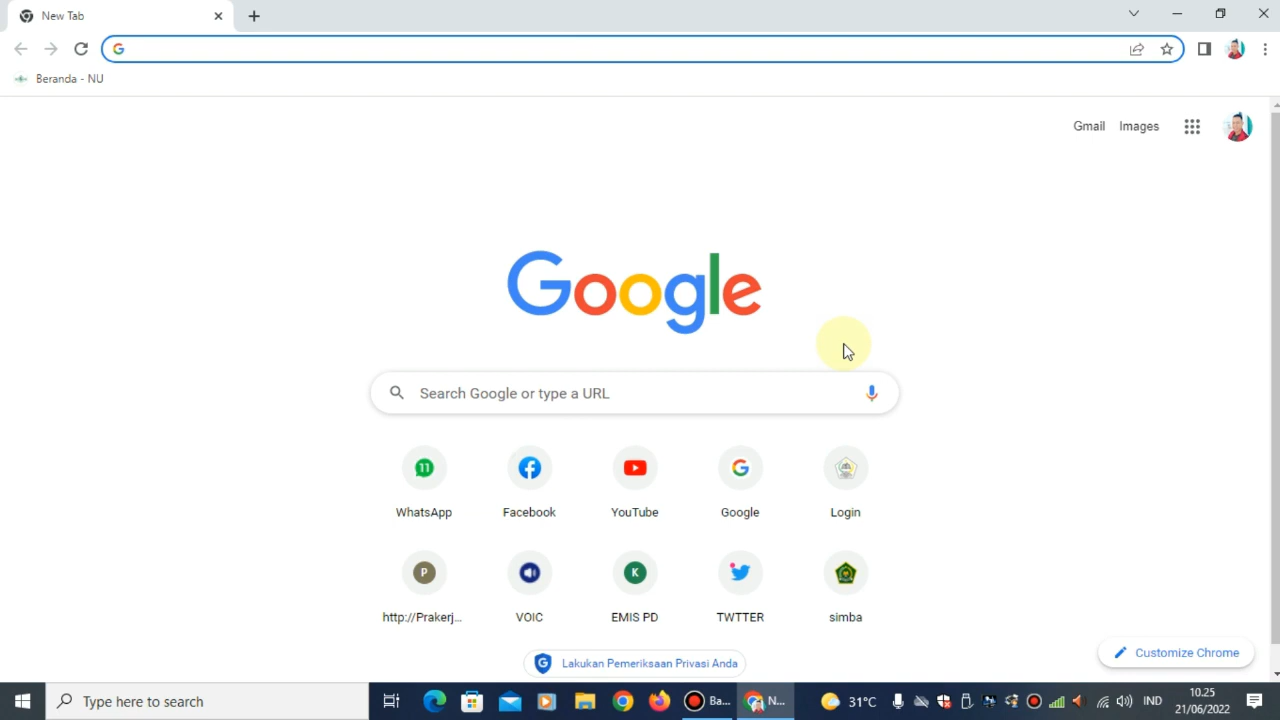 New Tab
Beranda - NU
Gmail Images
Google
Search Google or type a URL
11
WhatsApp Facebook YouTube Google Login
P K
http://Prakerj... VOIC EMIS PD TWTTER simba
Lakukan Pemeriksaan Privasi Anda
Customize Chrome
Type here to search
Ba...
N...
31°C
IND
10.25
21/06/2022